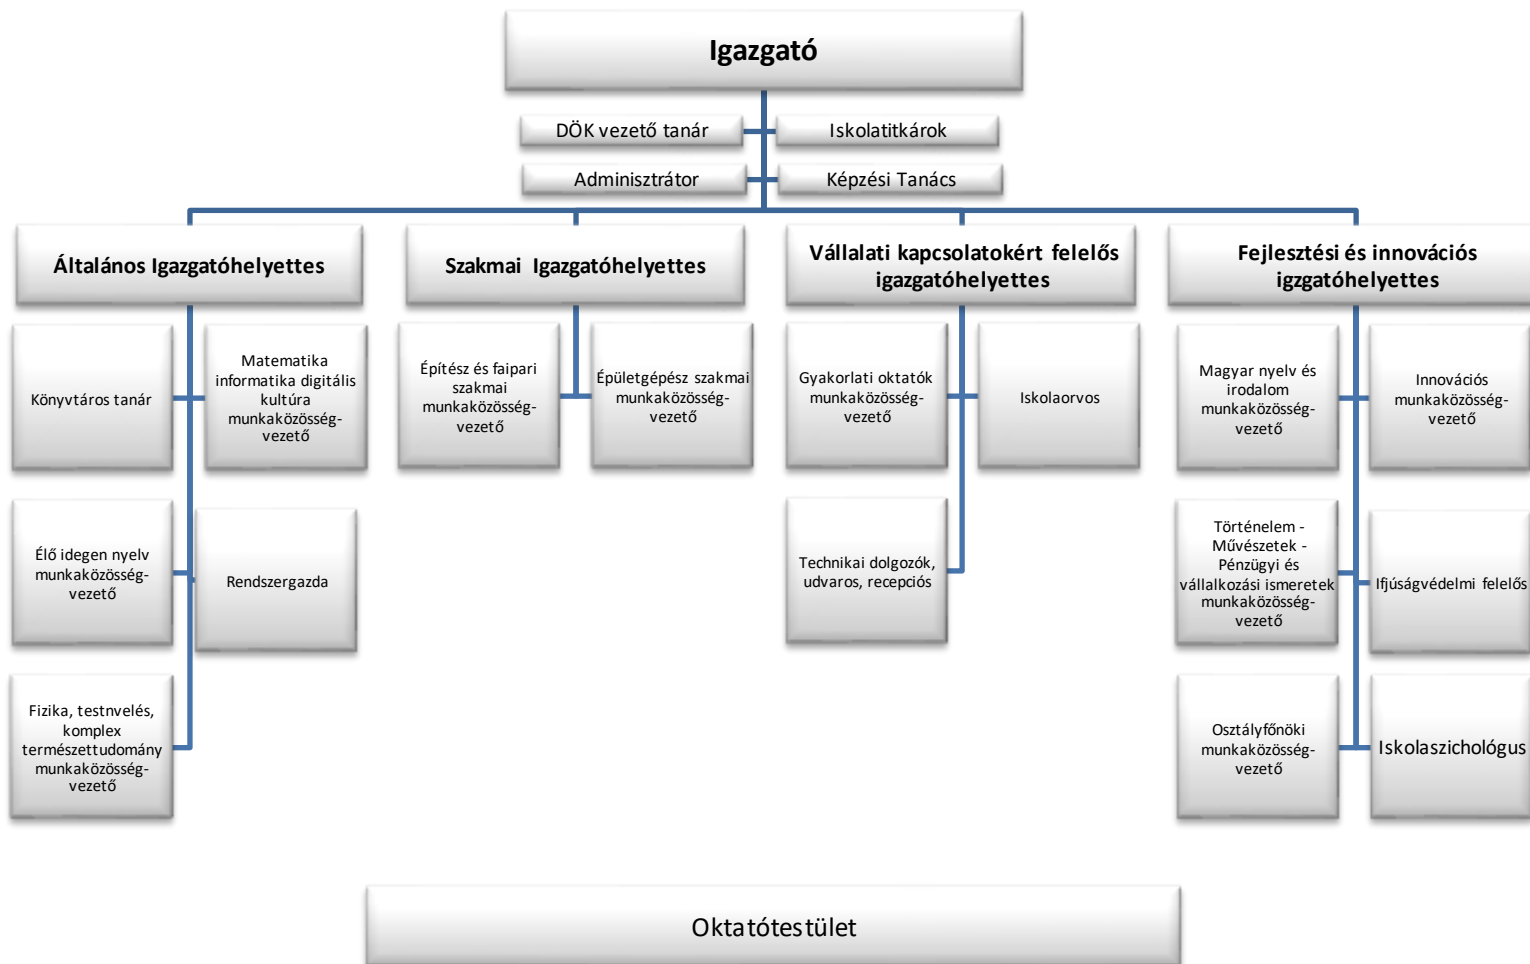 Igazgató
DÖK vezető tanár
Iskolatitkárok
Adminisztrátor
Képzési Tanács
Általános Igazgatóhelyettes
Szakmai Igazgatóhelyettes
Vállalati kapcsolatokért felelős
igazgatóhelyettes
Fejlesztési és innovációs
igzgatóhelyettes
Könyvtáros tanár
Matematika
informatika digitális
kultúra
munkaközösség-
vezető
Építész és faipari
szakmai
munkaközösség-
vezető
Épületgépész szakmai
munkaközösség-
vezető
Gyakorlati oktatók
munkaközösség-
vezető
Iskolaorvos
Magyar nyelv és
irodalom
munkaközösség-
vezető
Innovációs
munkaközösség-
vezető
Élő idegen nyelv
munkaközösség-
vezető
Rendszergazda
Technikai dolgozók,
udvaros, recepciós
Történelem -
Művészetek -
Pénzügyi és
vállalkozási ismeretek
munkaközösség-
vezető
Ifjúságvédelmi felelős
Fizika, testnvelés,
komplex
természettudomány
munkaközösség-
vezető
Osztályfőnöki
munkaközösség-
vezető
Iskolaszichológus
Oktatótestület